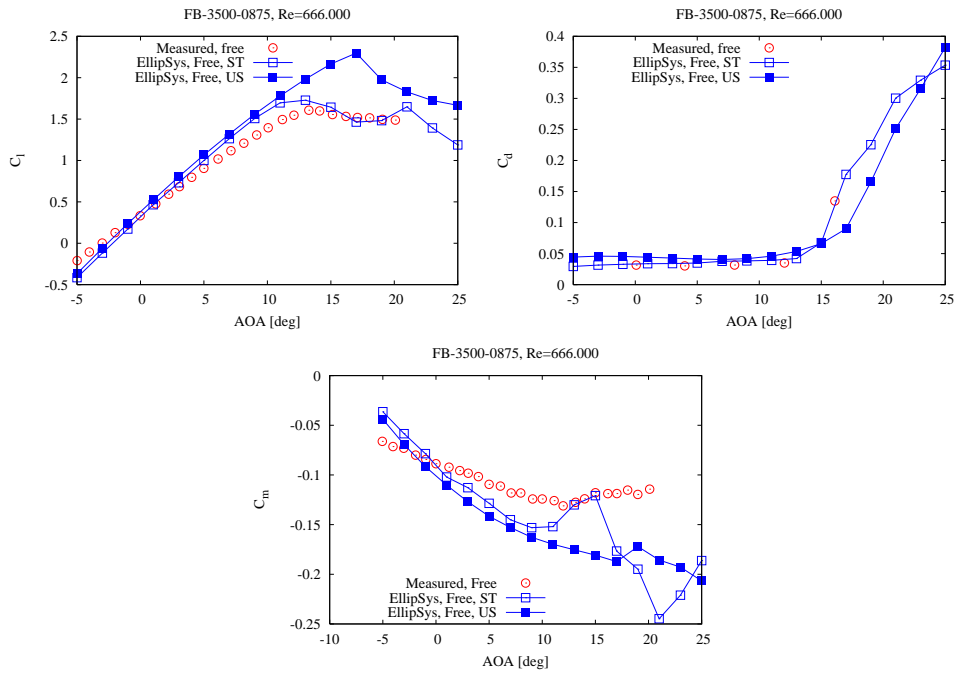 FB-3500-0875, Re=666.000
Measured, free
EllipSys, Free, ST
EllipSys, Free, US
2.5
2
1.5
1
0.5
0
-0.5
C_l
-5 0 5 10 15 20 25
AOA [deg]
FB-3500-0875, Re=666.000
Measured, free
EllipSys, Free, ST
EllipSys, Free, US
0.4
0.35
0.3
0.25
0.2
0.15
0.1
0.05
0
C_d
-5 0 5 10 15 20 25
AOA [deg]
FB-3500-0875, Re=666.000
0
-0.05
-0.1
-0.15
-0.2
-0.25
C_m
Measured, Free
EllipSys, Free, ST
EllipSys, Free, US
-10 -5 0 5 10 15 20 25
AOA [deg]